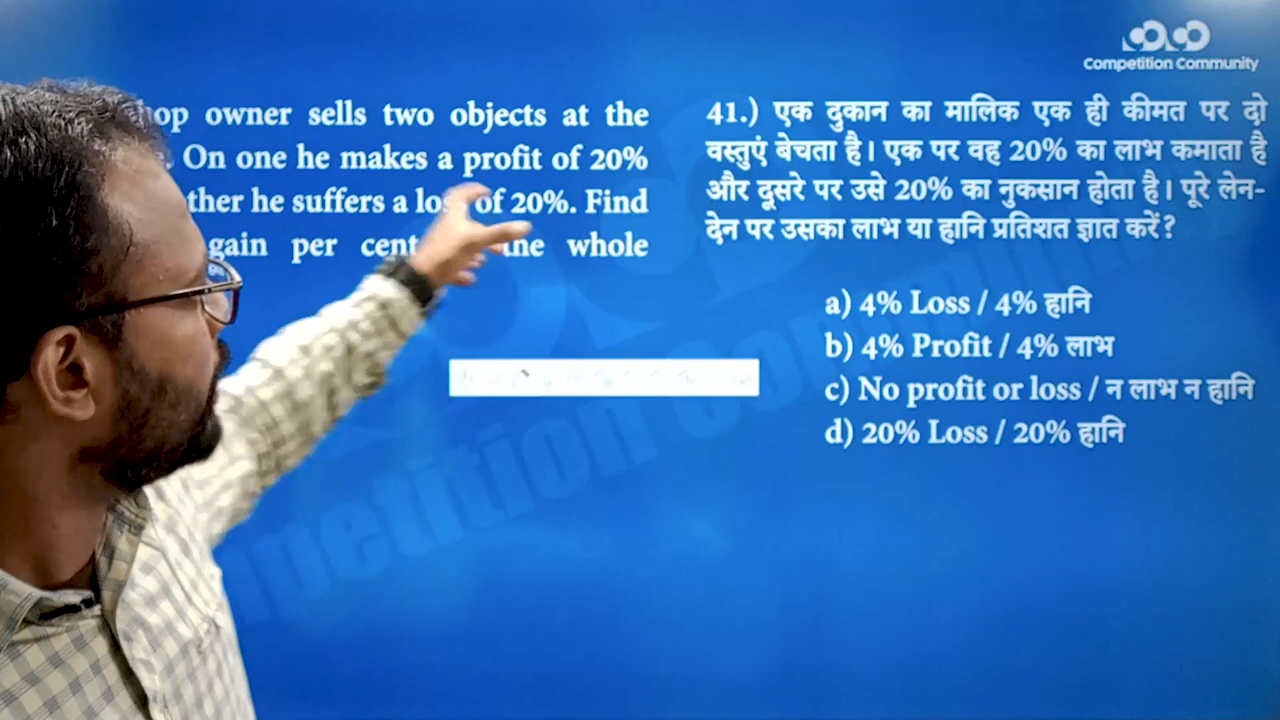 Competition Community
owner sells two objects at the
On one he makes a profit of 20%
he suffers a of 20%. Find
gain per cent the whole
41.) एक दुकान का मालिक एक ही कीमत पर दो
वस्तुएं बेचता है। एक पर वह 20% का लाभ कमाता है
और दूसरे पर उसे 20% का नुकसान होता है। पूरे लेन-
देन पर उसका लाभ या हानि प्रतिशत ज्ञात करें?
a) 4% Loss / 4% हानि
b) 4% Profit / 4% लाभ
c) No profit or loss / न लाभ न हानि
d) 20% Loss / 20% हानि